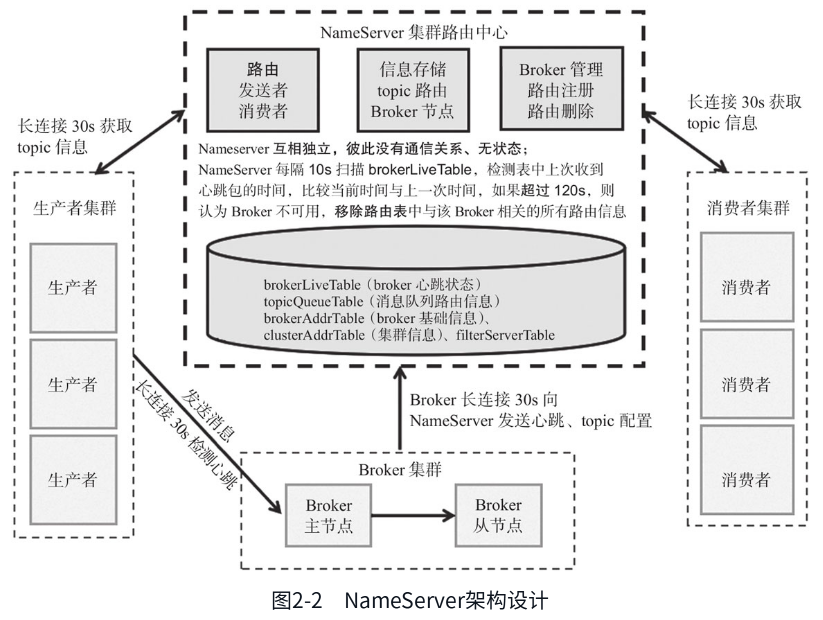 NameServer 集群路由中心
路由
发送者
消费者
信息存储
topic 路由
Broker 节点
Broker 管理
路由注册
路由删除
长连接 30s 获取
topic 信息
长连接 30s 获取
topic 信息
Nameserver 互相独立，彼此没有通信关系、无状态；
NameServer 每隔 10s 扫描 brokerLiveTable，检测表中上次收到
心跳包的时间，比较当前时间与上一次时间，如果超过 120s，则
认为 Broker 不可用，移除路由表中与该 Broker 相关的所有路由信息
生产者集群
生产者
生产者
生产者
消费者集群
消费者
消费者
消费者
brokerLiveTable（broker 心跳状态）
topicQueueTable（消息队列路由信息）
brokerAddrTable（broker 基础信息）、
clusterAddrTable（集群信息）、filterServerTable
发送消息
长连接 30s 检测心跳
Broker 长连接 30s 向
NameServer 发送心跳、topic 配置
Broker 集群
Broker
主节点
Broker
从节点
图2-2 NameServer架构设计